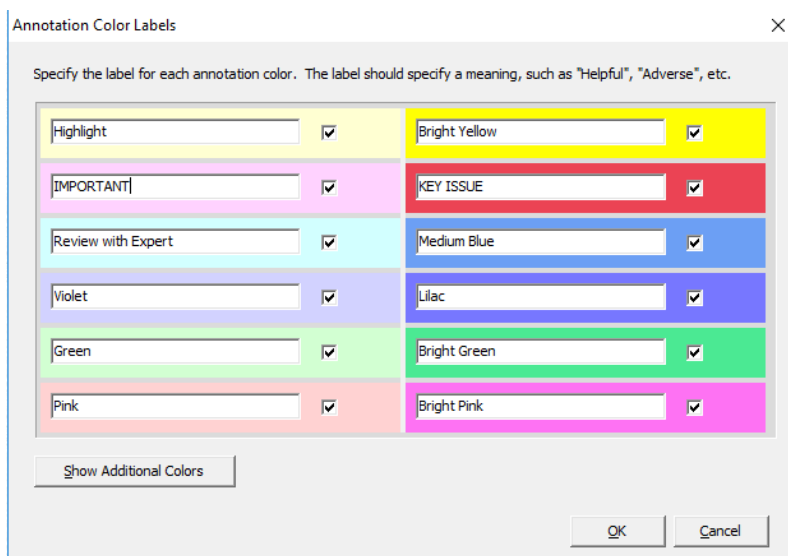 Annotation Color Labels
Specify the label for each annotation color. The label should specify a meaning, such as "Helpful", "Adverse", etc.
Highlight
Bright Yellow
IMPORTANT
KEY ISSUE
Review with Expert
Medium Blue
Violet
Lilac
Green
Bright Green
Pink
Bright Pink
Show Additional Colors
OK
Cancel